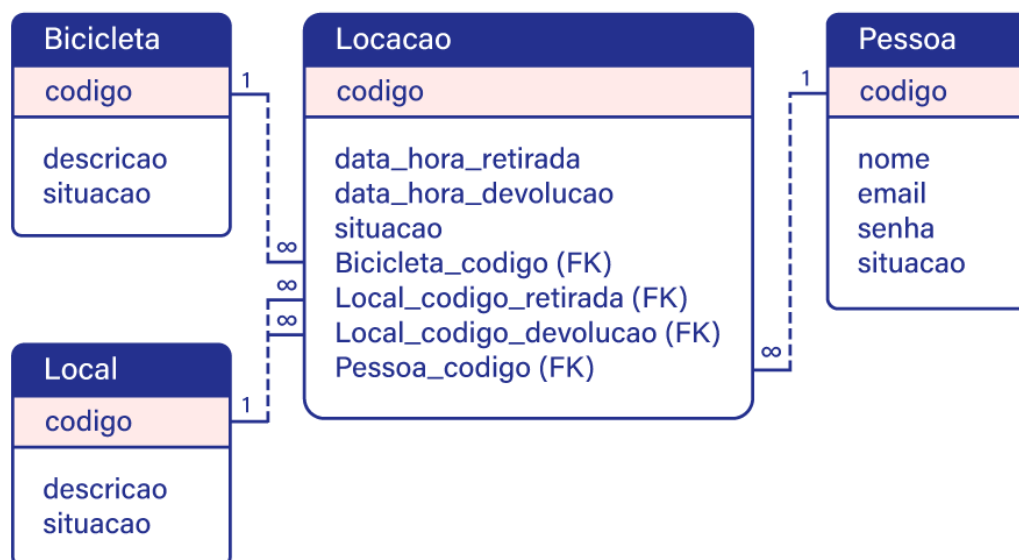 Bicicleta
codigo
descricao
situacao
1
∞
Local
codigo
descricao
situacao
1
∞
∞
Locacao
codigo
data_hora_retirada
data_hora_devolucao
situacao
Bicicleta_codigo (FK)
Local_codigo_retirada (FK)
Local_codigo_devolucao (FK)
Pessoa_codigo (FK)
∞
1
Pessoa
codigo
nome
email
senha
situacao